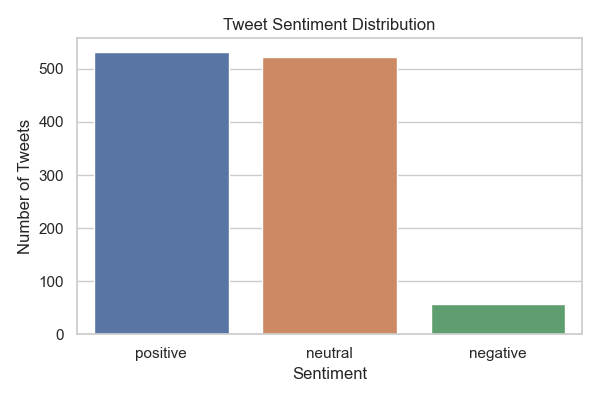 Tweet Sentiment Distribution
Number of Tweets
500
400
300
200
100
0
positive neutral negative
Sentiment